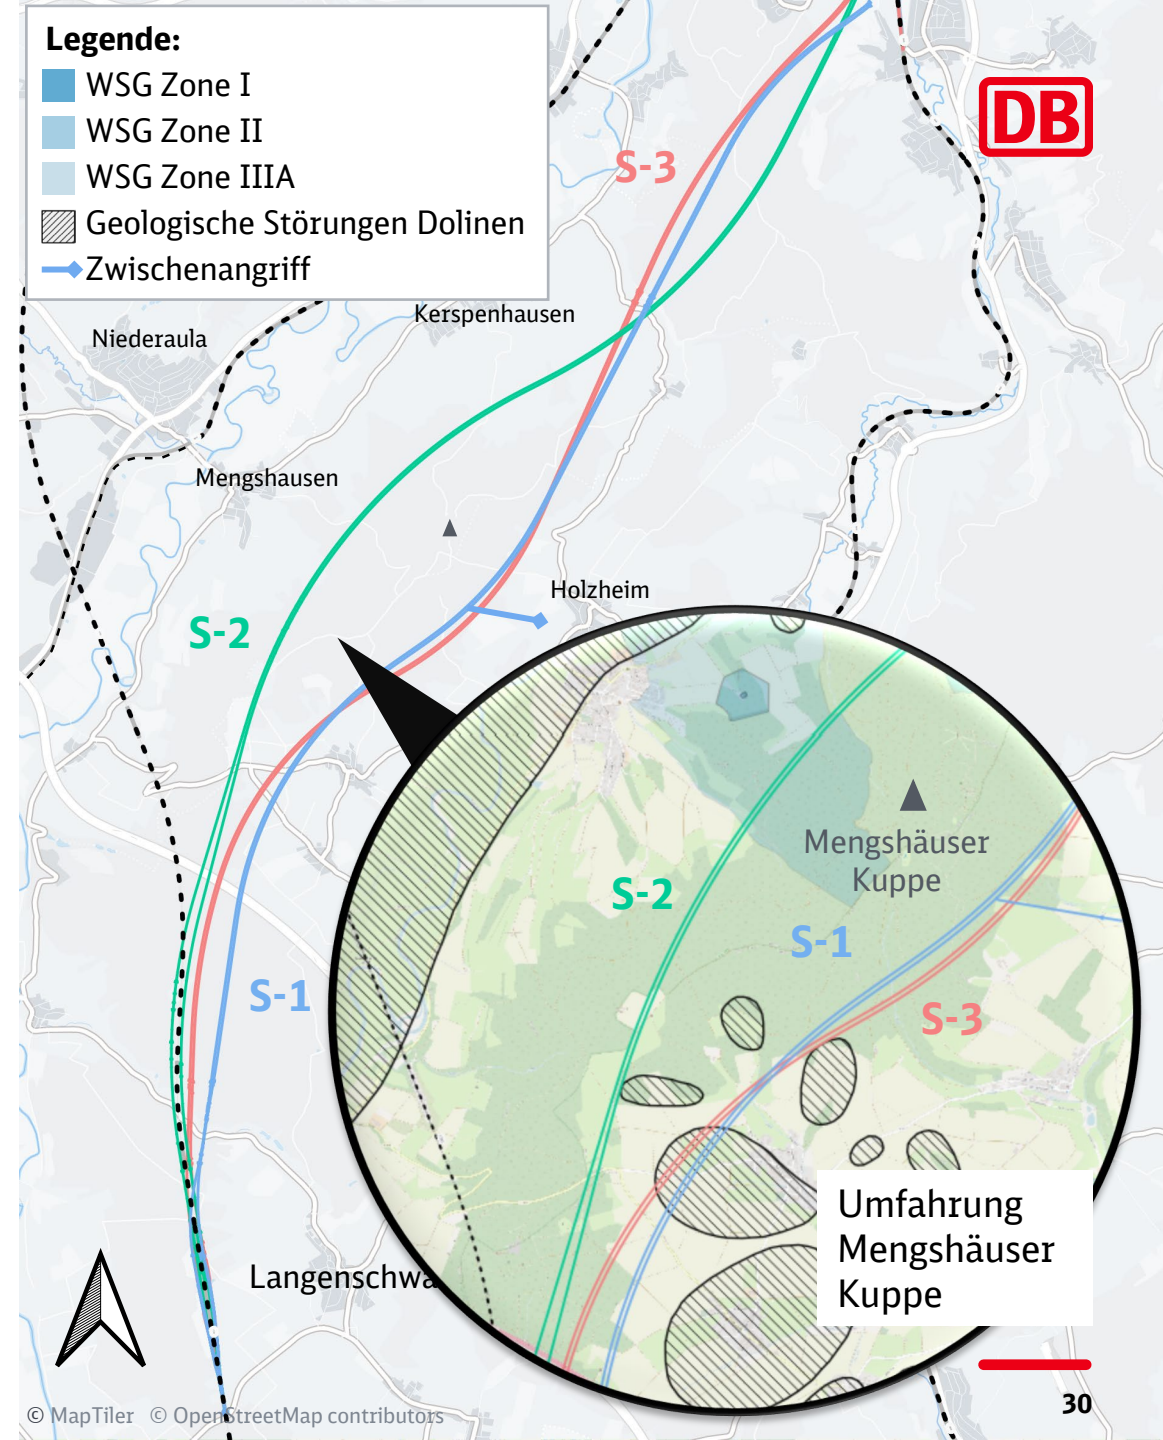 Legende:
WSG Zone I
WSG Zone II
WSG Zone IIIA
Geologische Störungen Dolinen
Zwischenangriff
DB
S-3
Kerspenhausen
Niederaula
Mengshausen
Holzheim
S-2
Mengshäuser
Kuppe
S-2
S-1
S-1
S-3
Umfahrung
Mengshäuser
Kuppe
Langenschwa
30
© MapTiler © OpenStreetMap contributors